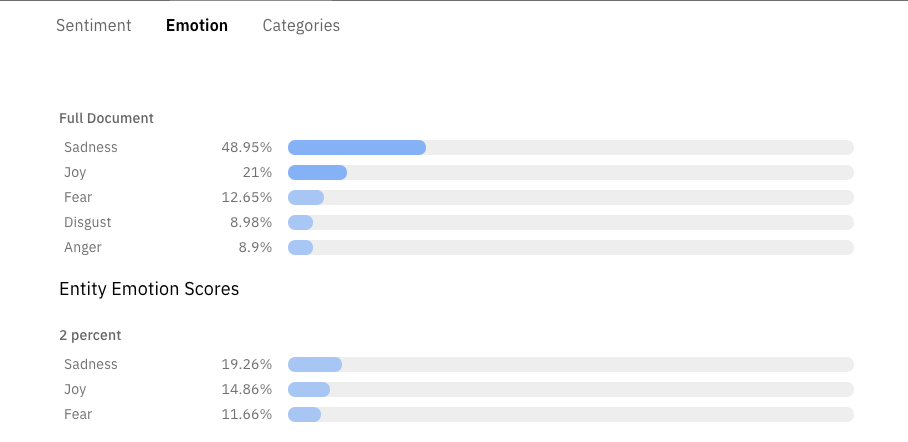 Sentiment Emotion Categories
Full Document
Sadness 48.95%
Joy 21%
Fear 12.65%
Disgust 8.98%
Anger 8.9%
Entity Emotion Scores
2 percent
Sadness 19.26%
Joy 14.86%
Fear 11.66%